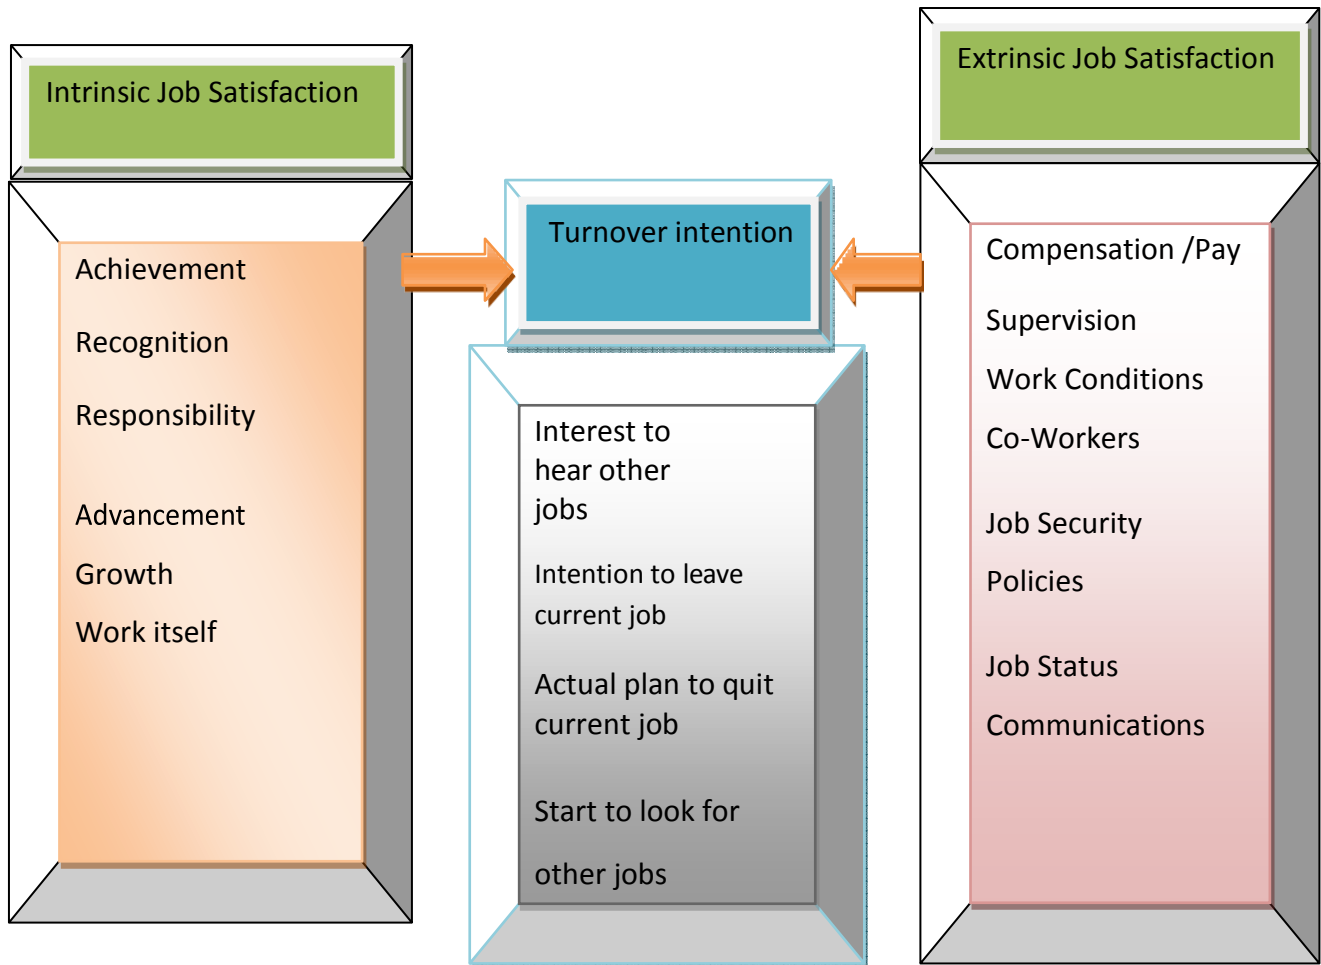 Intrinsic Job Satisfaction
Achievement
Recognition
Responsibility
Advancement
Growth
Work itself
Turnover intention
Interest to
hear other
jobs
Intention to leave
current job
Actual plan to quit
current job
Start to look for
other jobs
Extrinsic Job Satisfaction
Compensation /Pay
Supervision
Work Conditions
Co-Workers
Job Security
Policies
Job Status
Communications